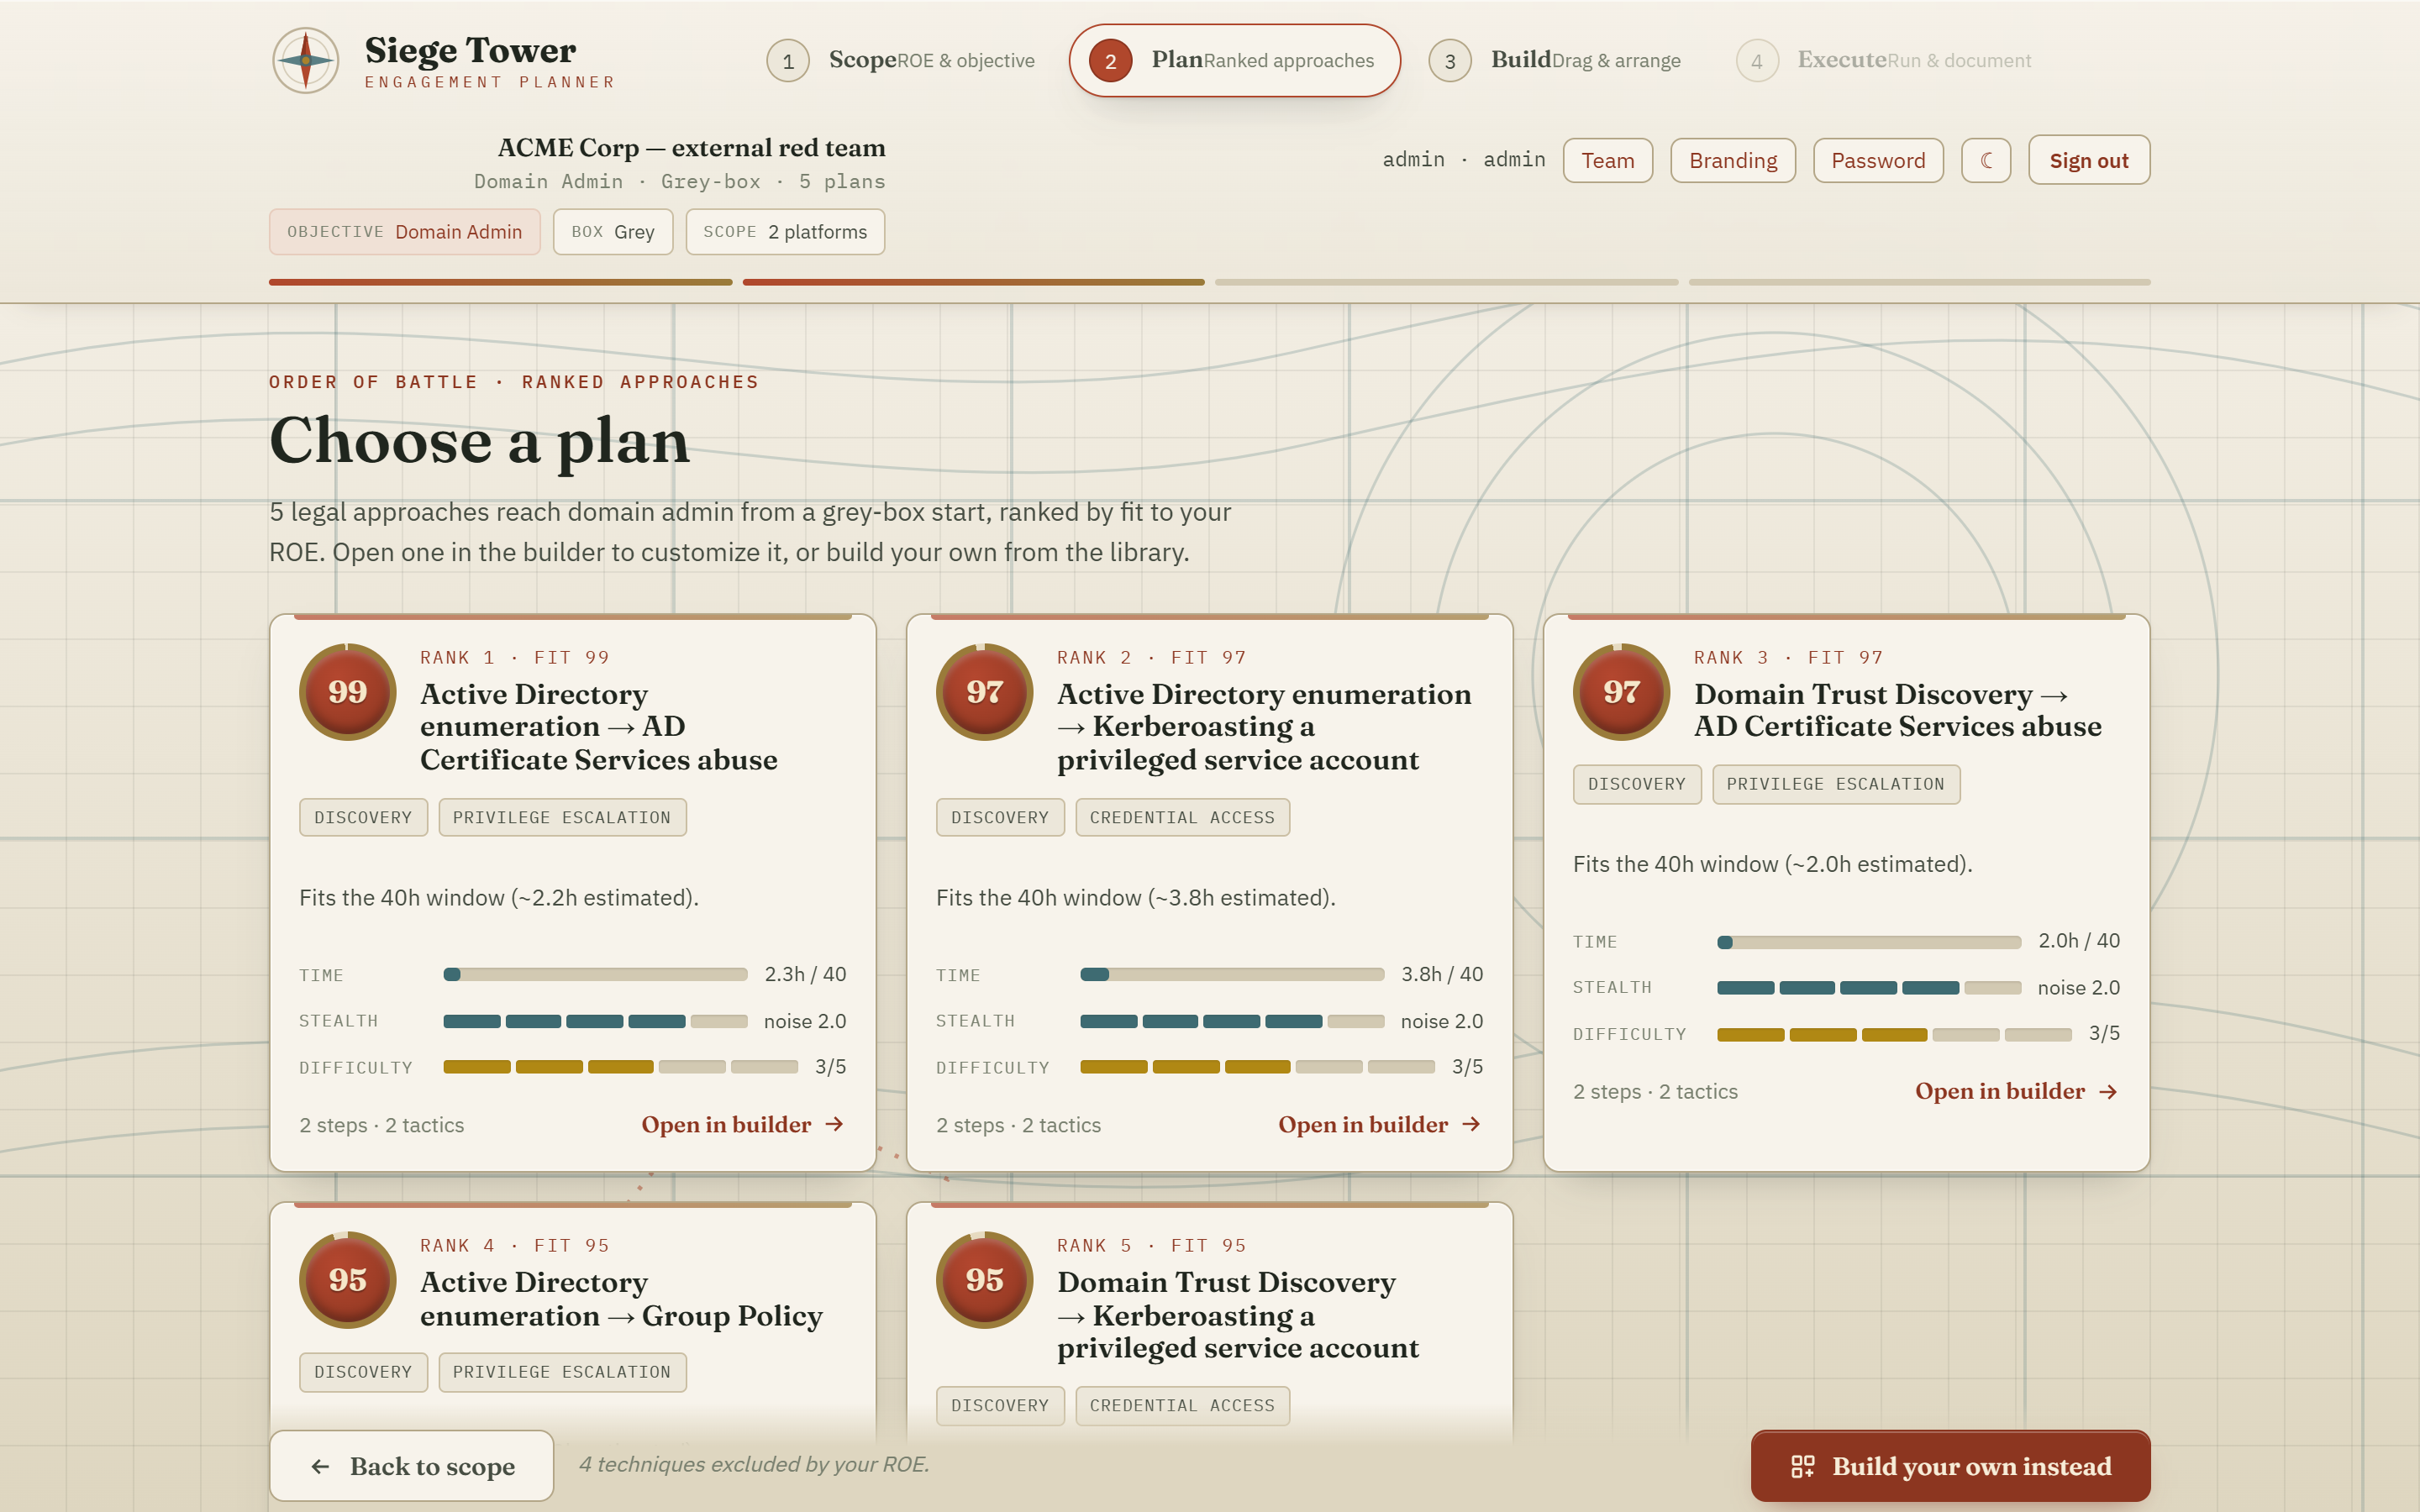 Siege Tower
ENGAGEMENT PLANNER
1 ScopeROE & objective
2 PlanRanked approaches
3 BuildDrag & arrange
4 ExecuteRun & document
ACME Corp — external red team
Domain Admin · Grey-box · 5 plans
OBJECTIVE Domain Admin
BOX Grey
SCOPE 2 platforms
admin · admin
Team
Branding
Password
☾
Sign out
ORDER OF BATTLE · RANKED APPROACHES
Choose a plan
5 legal approaches reach domain admin from a grey-box start, ranked by fit to your
ROE. Open one in the builder to customize it, or build your own from the library.
99
RANK 1 · FIT 99
Active Directory
enumeration → AD
Certificate Services abuse
DISCOVERY PRIVILEGE ESCALATION
Fits the 40h window (~2.2h estimated).
TIME 2.3h / 40
STEALTH noise 2.0
DIFFICULTY 3/5
2 steps · 2 tactics Open in builder →
97
RANK 2 · FIT 97
Active Directory enumeration
→ Kerberoasting a
privileged service account
DISCOVERY CREDENTIAL ACCESS
Fits the 40h window (~3.8h estimated).
TIME 3.8h / 40
STEALTH noise 2.0
DIFFICULTY 3/5
2 steps · 2 tactics Open in builder →
97
RANK 3 · FIT 97
Domain Trust Discovery →
AD Certificate Services abuse
DISCOVERY PRIVILEGE ESCALATION
Fits the 40h window (~2.0h estimated).
TIME 2.0h / 40
STEALTH noise 2.0
DIFFICULTY 3/5
2 steps · 2 tactics Open in builder →
95
RANK 4 · FIT 95
Active Directory
enumeration → Group Policy
DISCOVERY PRIVILEGE ESCALATION
95
RANK 5 · FIT 95
Domain Trust Discovery
→ Kerberoasting a
privileged service account
DISCOVERY CREDENTIAL ACCESS
← Back to scope
4 techniques excluded by your ROE.
Build your own instead